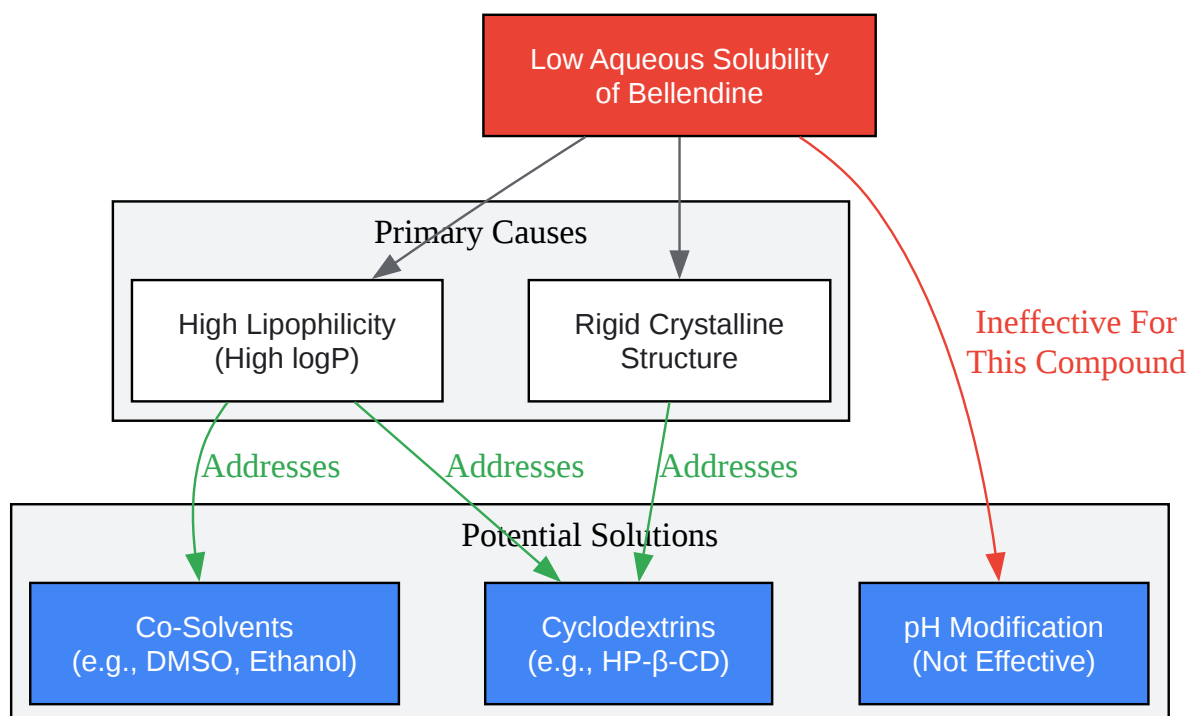 Low Aqueous Solubility
of Bellendine
Primary Causes
High Lipophilicity
(High logP)
Rigid Crystalline
Structure
Ineffective For
This Compound
Addresses
Addresses
Addresses
Potential Solutions
Co-Solvents
(e.g., DMSO, Ethanol)
Cyclodextrins
(e.g., HP-β-CD)
pH Modification
(Not Effective)